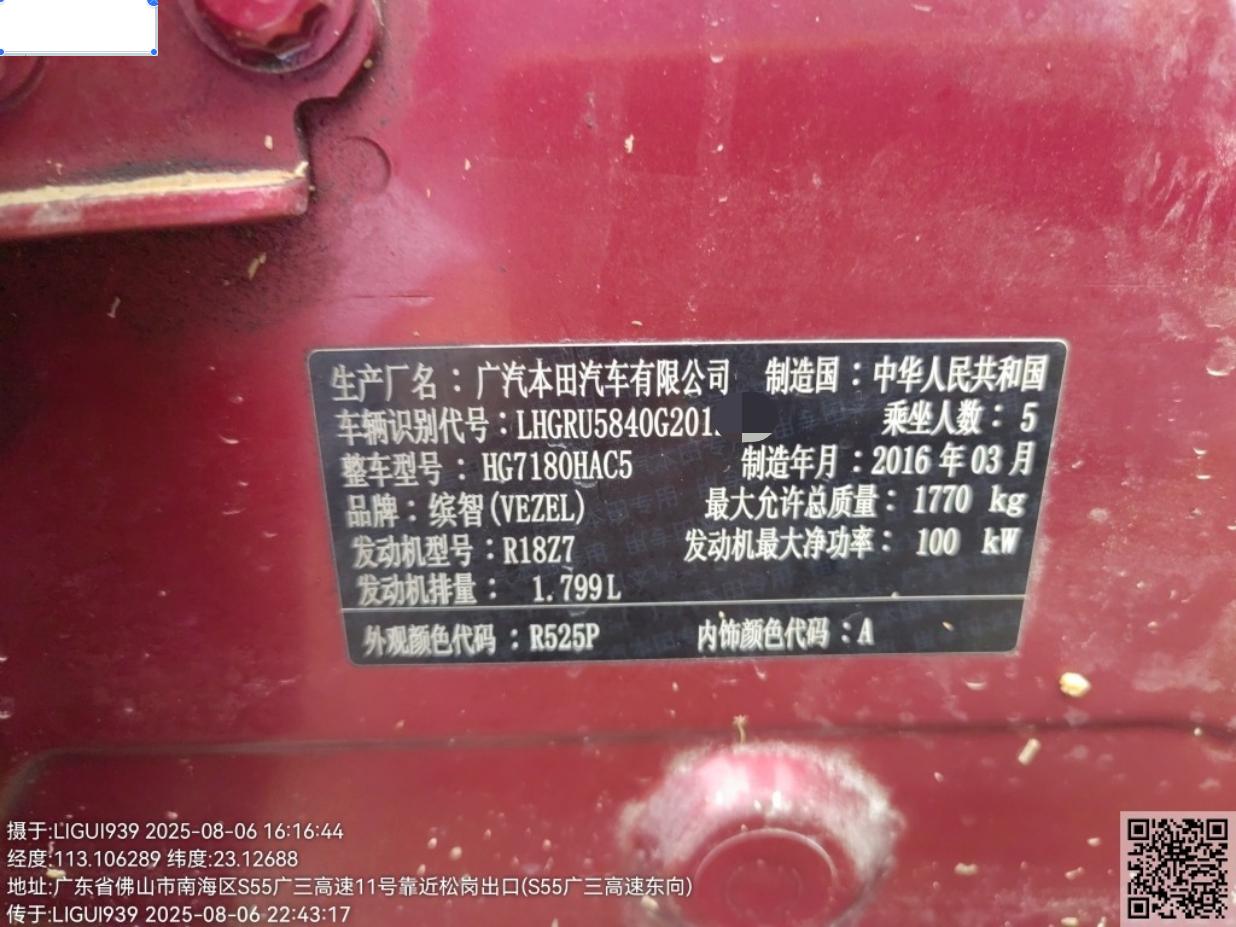 生产厂名：广汽本田汽车有限公司 制造国：中华人民共和国
车辆识别代号：LHGRU5840G201 乘坐人数：5
整车型号：HG7180HAC5 制造年月：2016 年 03 月
品牌：缤智(VEZEL) 最大允许总质量：1770 kg
发动机型号：R18Z7 发动机最大净功率：100 kW
发动机排量：1.799L
外观颜色代码：R525P 内饰颜色代码：A
摄于:LIGUI939 2025-08-06 16:16:44
经度:113.106289 纬度:23.12688
地址:广东省佛山市南海区S55广三高速11号靠近松岗出口(S55广三高速东向)
传于:LIGUI939 2025-08-06 22:43:17